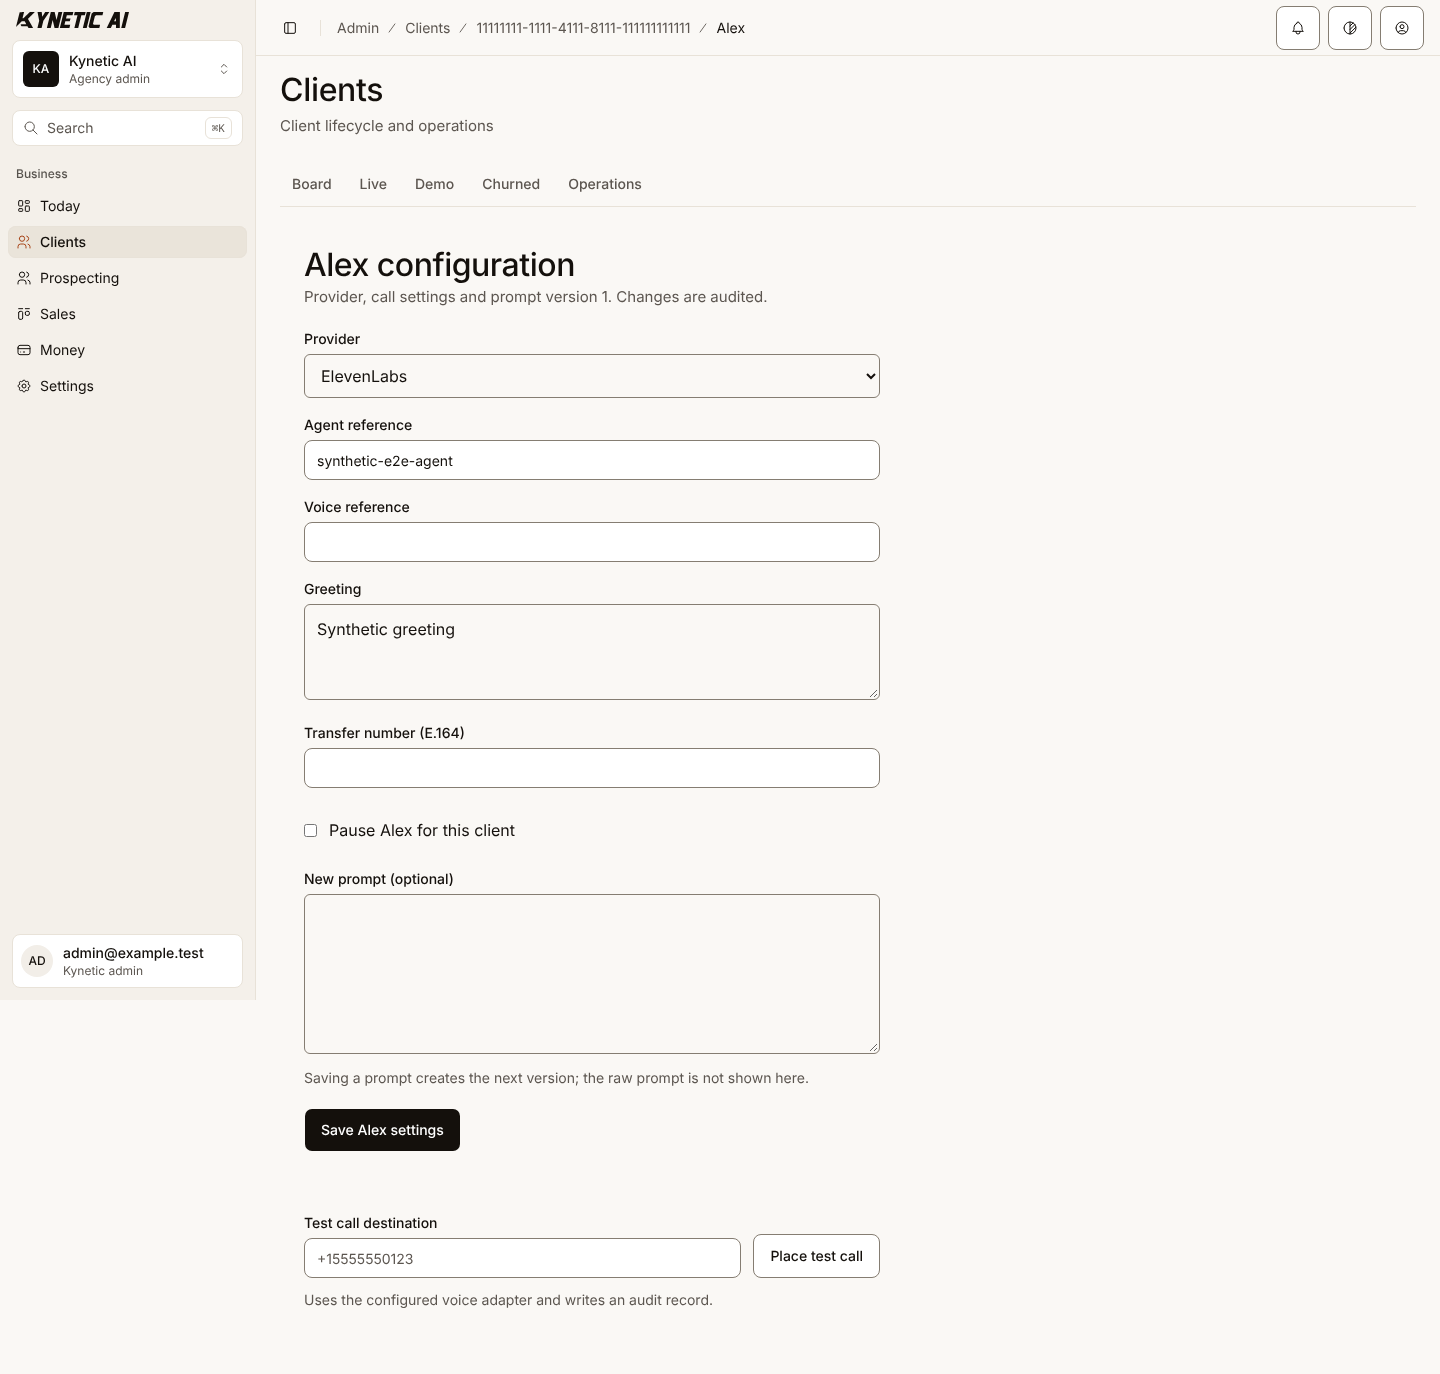 KYNETIC AI
KA
Kynetic AI
Agency admin
Search
⌘K
Business
Today
Clients
Prospecting
Sales
Money
Settings
AD
admin@example.test
Kynetic admin
Admin / Clients / 11111111-1111-4111-8111-111111111111 / Alex
Clients
Client lifecycle and operations
Board Live Demo Churned Operations
Alex configuration
Provider, call settings and prompt version 1. Changes are audited.
Provider
ElevenLabs
Agent reference
synthetic-e2e-agent
Voice reference
Greeting
Synthetic greeting
Transfer number (E.164)
Pause Alex for this client
New prompt (optional)
Saving a prompt creates the next version; the raw prompt is not shown here.
Save Alex settings
Test call destination
+15555550123
Place test call
Uses the configured voice adapter and writes an audit record.